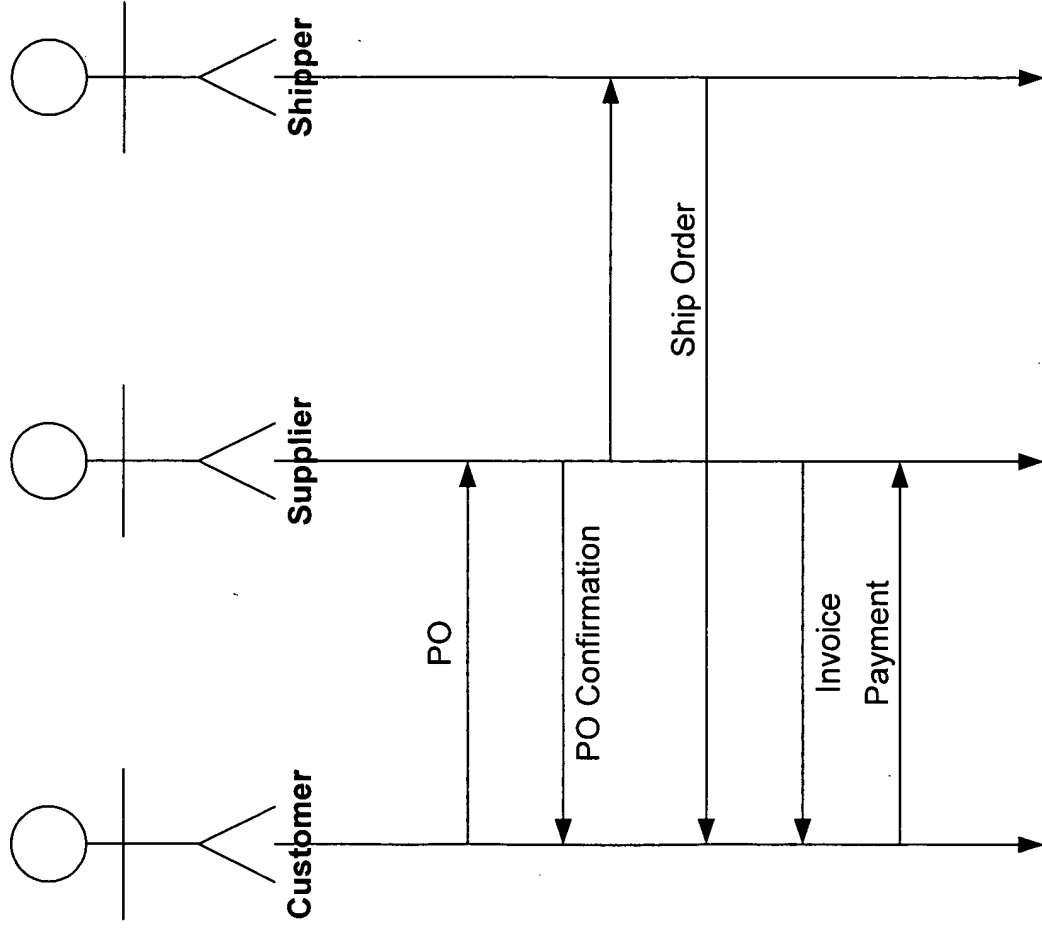 Customer
Supplier
Shipper
PO
PO Confirmation
Ship Order
Invoice
Payment